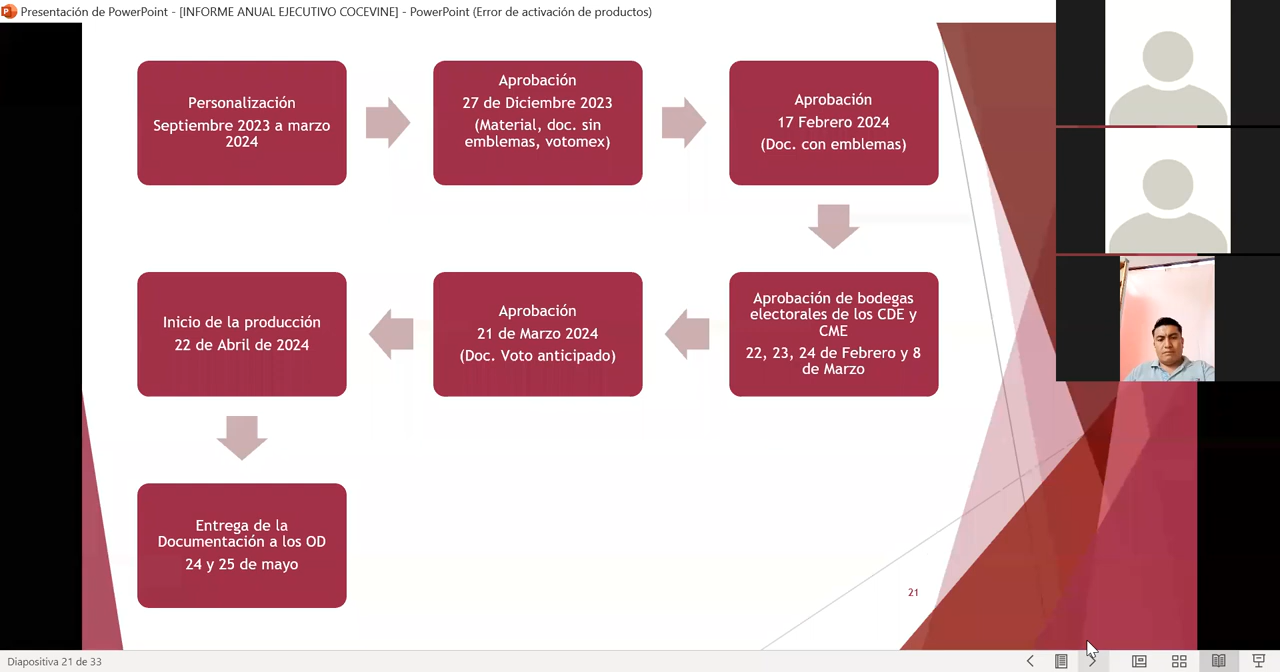 Presentación de PowerPoint - [INFORME ANUAL EJECUTIVO COCEVINE] - PowerPoint (Error de activación de productos)
Personalización
Septiembre 2023 a marzo
2024
Aprobación
27 de Diciembre 2023
(Material, doc. sin
emblemas, votomex)
Aprobación
17 Febrero 2024
(Doc. con emblemas)
Aprobación de bodegas
electorales de los CDE y
CME
22, 23, 24 de Febrero y 8
de Marzo
Aprobación
21 de Marzo 2024
(Doc. Voto anticipado)
Inicio de la producción
22 de Abril de 2024
Entrega de la
Documentación a los OD
24 y 25 de mayo
21
Diapositiva 21 de 33